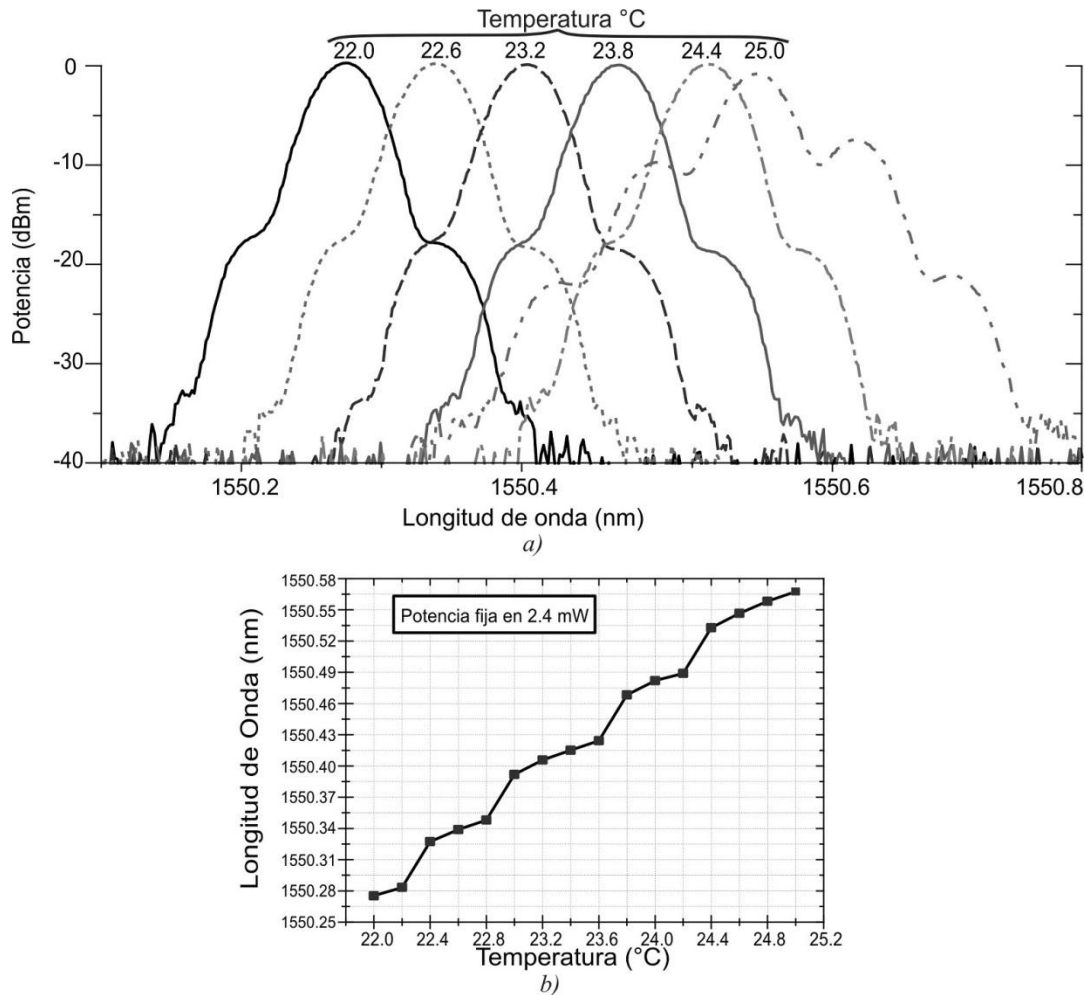 Temperatura °C
22.0 22.6 23.2 23.8 24.4 25.0
Potencia (dBm)
0
-10
-20
-30
-40
1550.2 1550.4 1550.6 1550.8
Longitud de onda (nm)
a)
Longitud de Onda (nm)
1550.58
1550.55
1550.52
1550.49
1550.46
1550.43
1550.40
1550.37
1550.34
1550.31
1550.28
1550.25
Potencia fija en 2.4 mW
22.0 22.4 22.8 23.2 23.6 24.0 24.4 24.8 25.2
Temperatura (°C)
b)